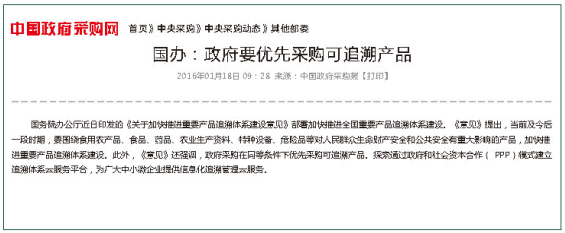 中国政府采购网 首页》中央采购》中央采购动态》其他部委
国办：政府要优先采购可追溯产品
2016年01月18日 09：28 来源：中国政府采购网【打印】
国务院办公厅近日印发的《关于加快推进重要产品追溯体系建设意见》部署加快推进全国重要产品追溯体系建设。《意见》提出，当前及今后
一段时期，要围绕食用农产品、食品、药品、农业生产资料、特种设备、危险品等对人民群众生命财产安全和公共安全有重大影响的产品，加快推
进重要产品追溯体系建设。此外，《意见》还强调，政府采购在同等条件下优先采购可追溯产品。探索通过政府和社会资本合作（ PPP）模式建立
追溯体系云服务平台，为广大中小微企业提供信息化追溯管理云服务。